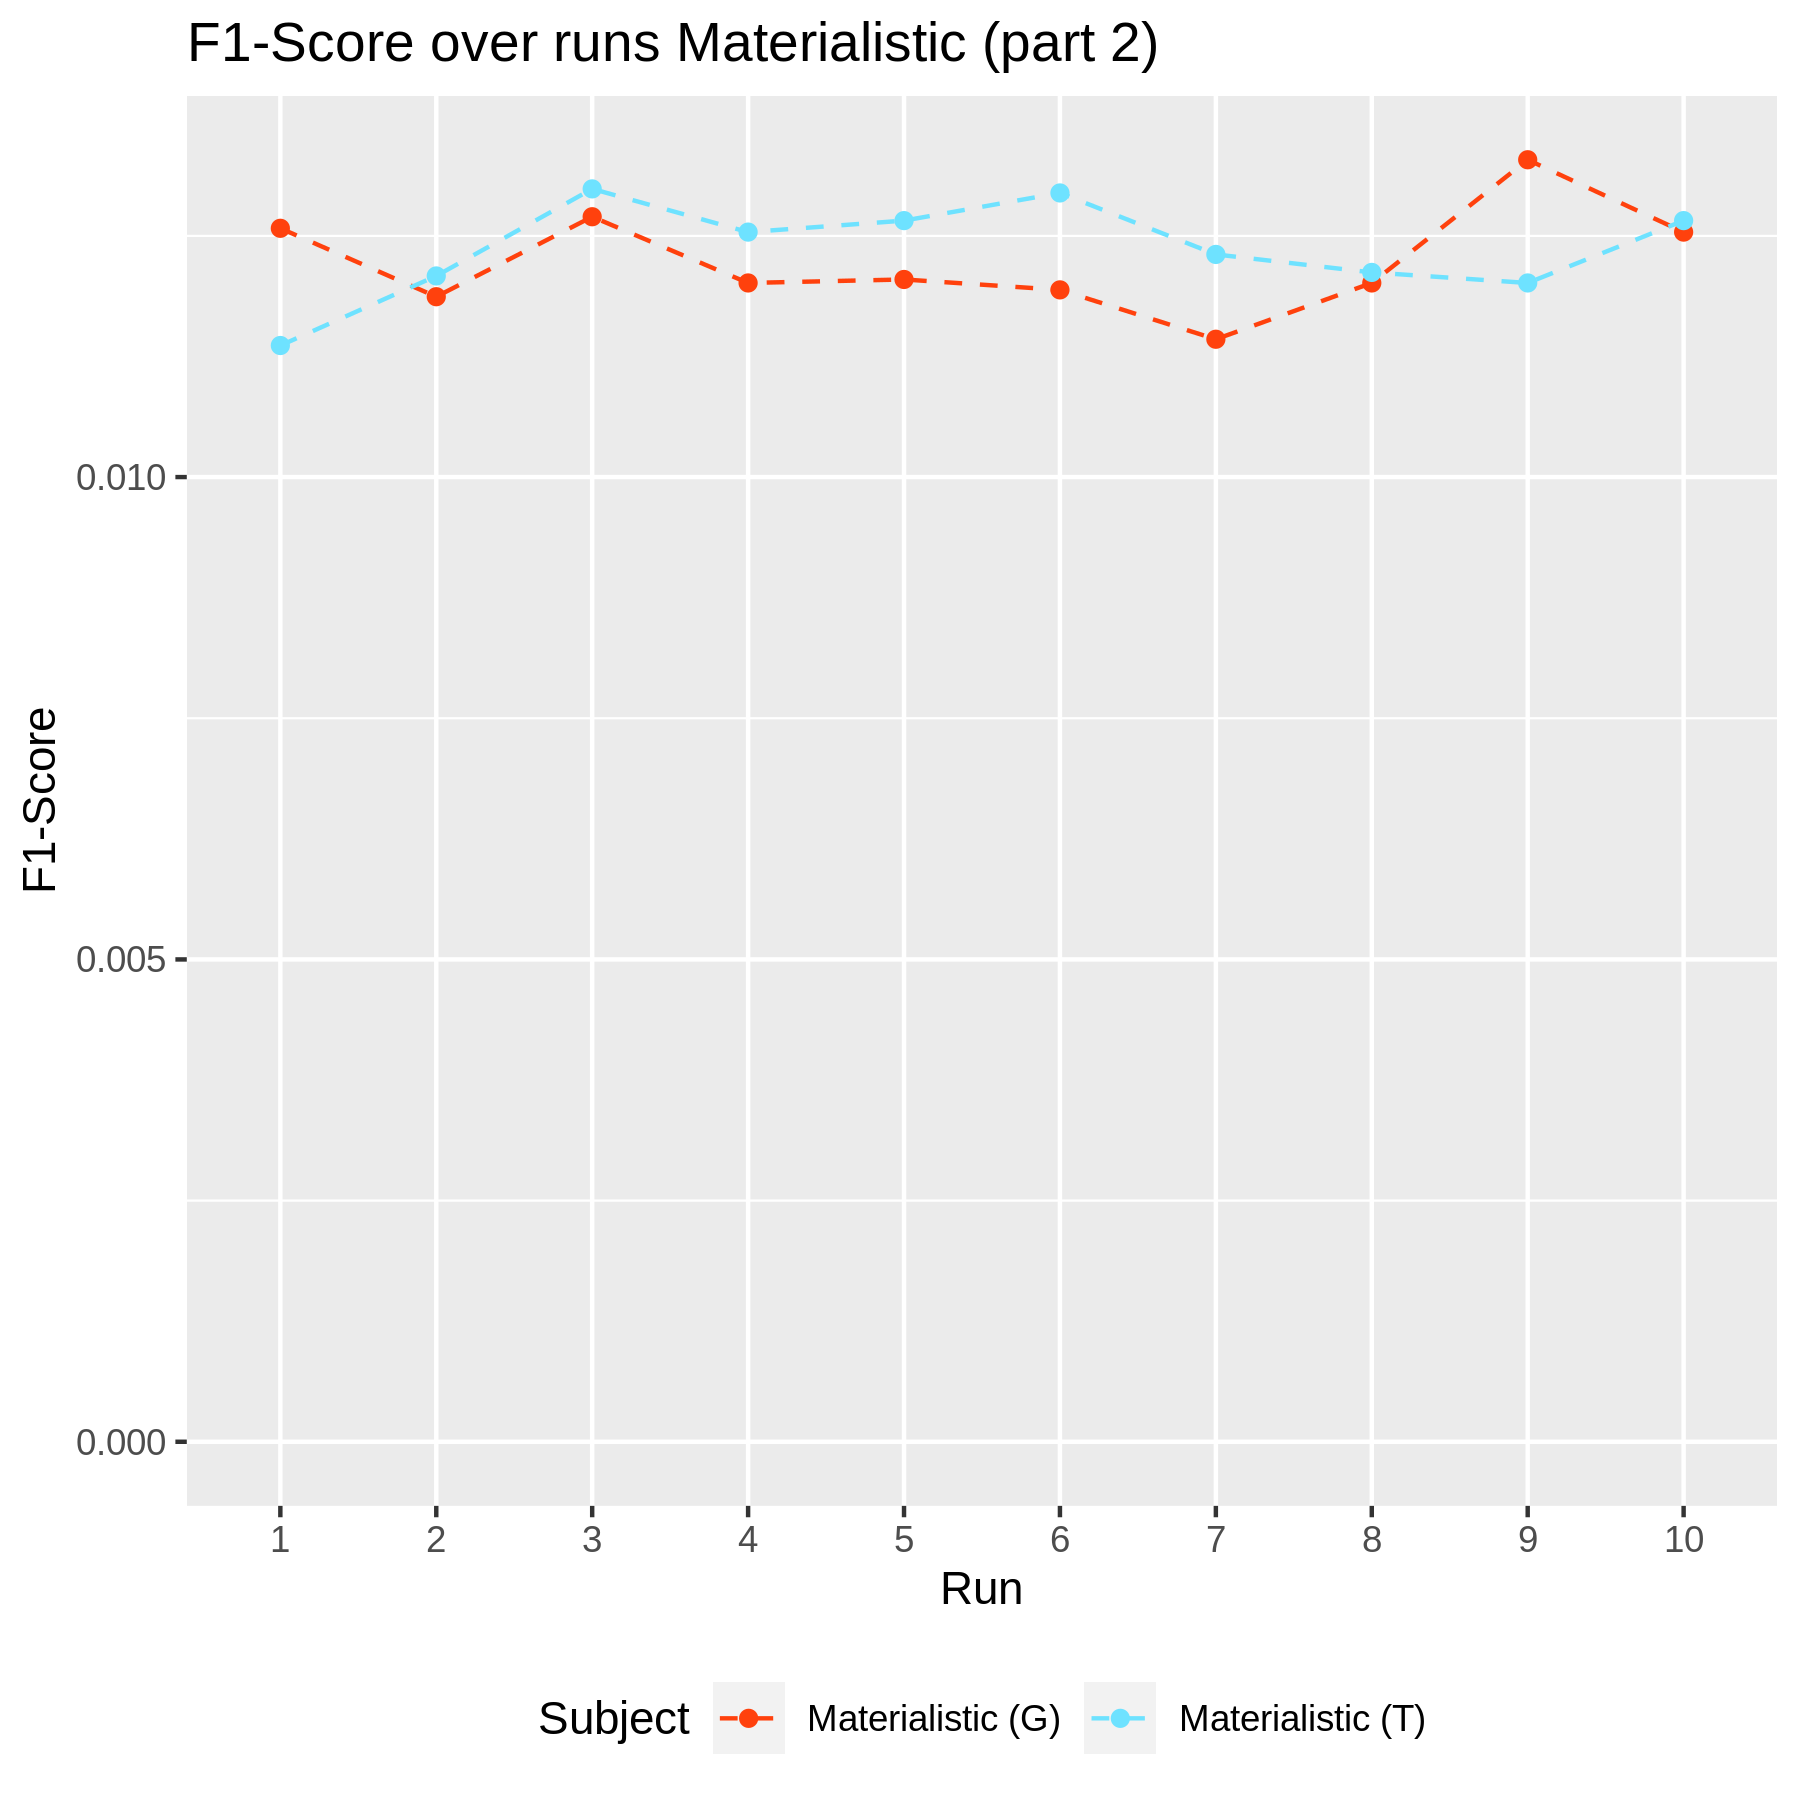 F1-Score over runs Materialistic (part 2)
F1-Score
0.010
0.005
0.000
1 2 3 4 5 6 7 8 9 10
Run
Subject Materialistic (G) Materialistic (T)